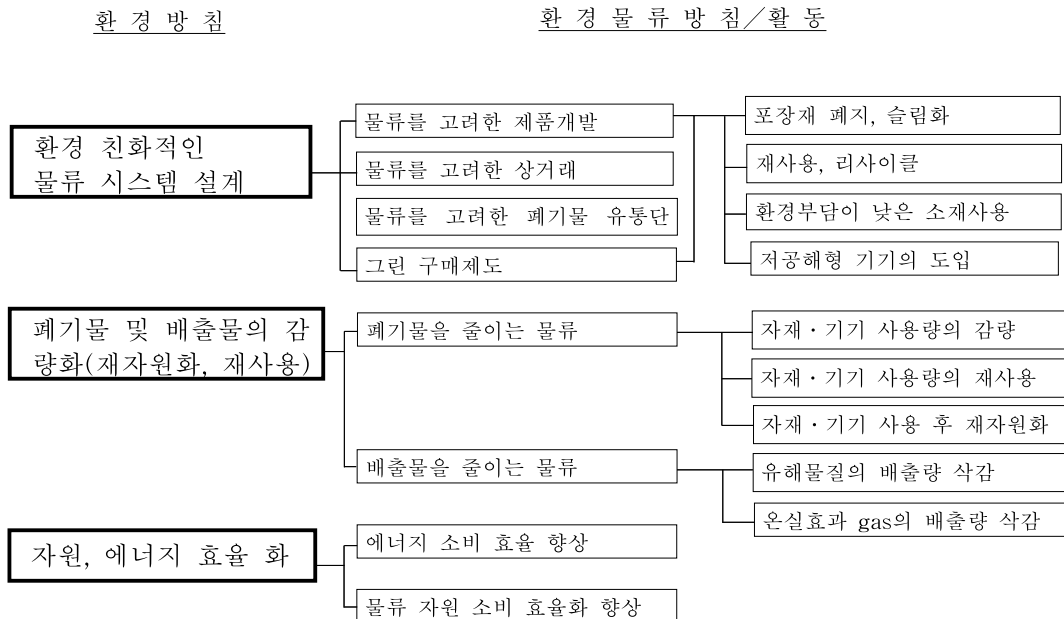 환 경 방 침
환 경 물 류 방 침／활 동
환경 친화적인
물류 시스템 설계
물류를 고려한 제품개발
물류를 고려한 상거래
물류를 고려한 폐기물 유통단
그린 구매제도
포장재 폐지, 슬림화
재사용, 리사이클
환경부담이 낮은 소재사용
저공해형 기기의 도입
폐기물 및 배출물의 감
량화(재자원화, 재사용)
폐기물을 줄이는 물류
배출물을 줄이는 물류
자재・기기 사용량의 감량
자재・기기 사용량의 재사용
자재・기기 사용 후 재자원화
유해물질의 배출량 삭감
온실효과 gas의 배출량 삭감
자원, 에너지 효율 화
에너지 소비 효율 향상
물류 자원 소비 효율화 향상